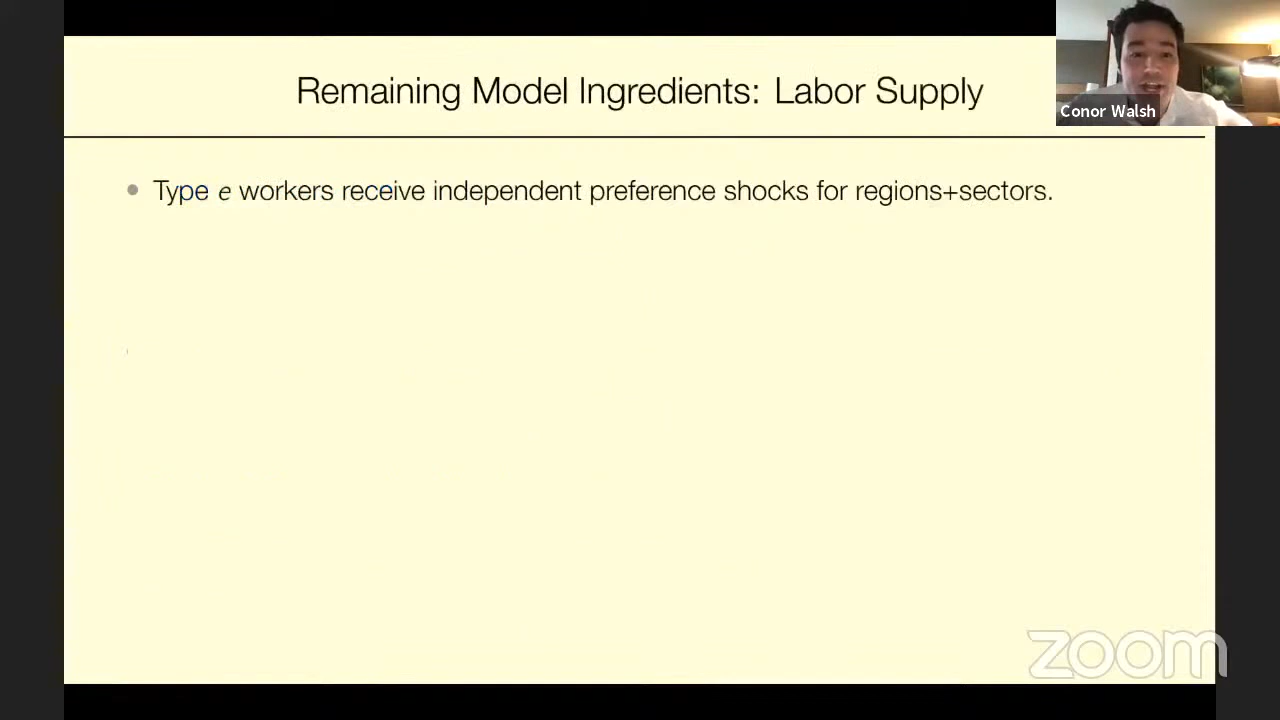 Remaining Model Ingredients: Labor Supply
Conor Walsh
• Type e workers receive independent preference shocks for regions+sectors.
zoom